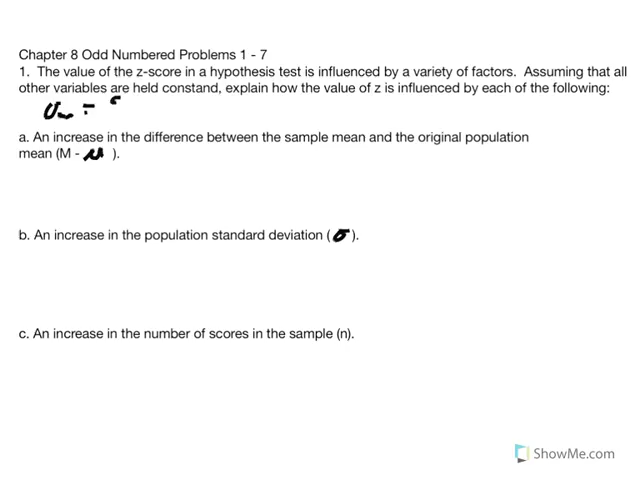 Chapter 8 Odd Numbered Problems 1 - 7
1. The value of the z-score in a hypothesis test is influenced by a variety of factors. Assuming that all
other variables are held constand, explain how the value of z is influenced by each of the following:
a. An increase in the difference between the sample mean and the original population
mean (M - μ ).
b. An increase in the population standard deviation ( σ ).
c. An increase in the number of scores in the sample (n).
ShowMe.com